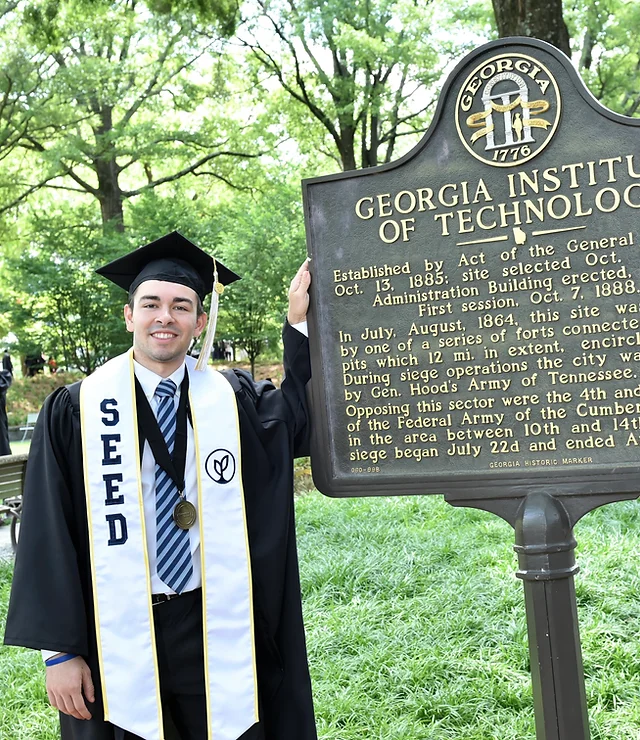 GEORGIA
1776
GEORGIA INSTITU
OF TECHNOLOG
Established by Act of the General
Oct. 13, 1885; site selected Oct.
Administration Building erected,
First session, Oct. 7, 1888.
In July, August, 1864, this site wa
by one of a series of forts connecte
pits which 12 mi. in extent, encircl
During siege operations the city wa
by Gen. Hood's Army of Tennessee.
Opposing this sector were the 4th and
of the Federal Army of the Cumber
in the area between 10th and 14th
siege began July 22d and ended A
GEORGIA HISTORIC MARKER
SEED